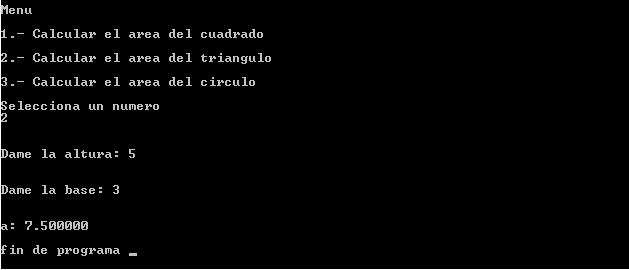 Menu
1.- Calcular el area del cuadrado
2.- Calcular el area del triangulo
3.- Calcular el area del circulo
Selecciona un numero
2
Dame la altura: 5
Dame la base: 3
a: 7.500000
fin de programa _